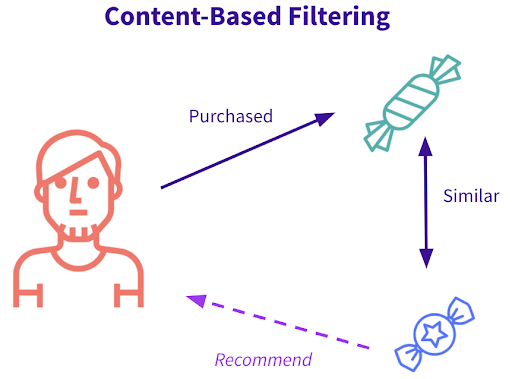 Content-Based Filtering
Purchased
Similar
Recommend